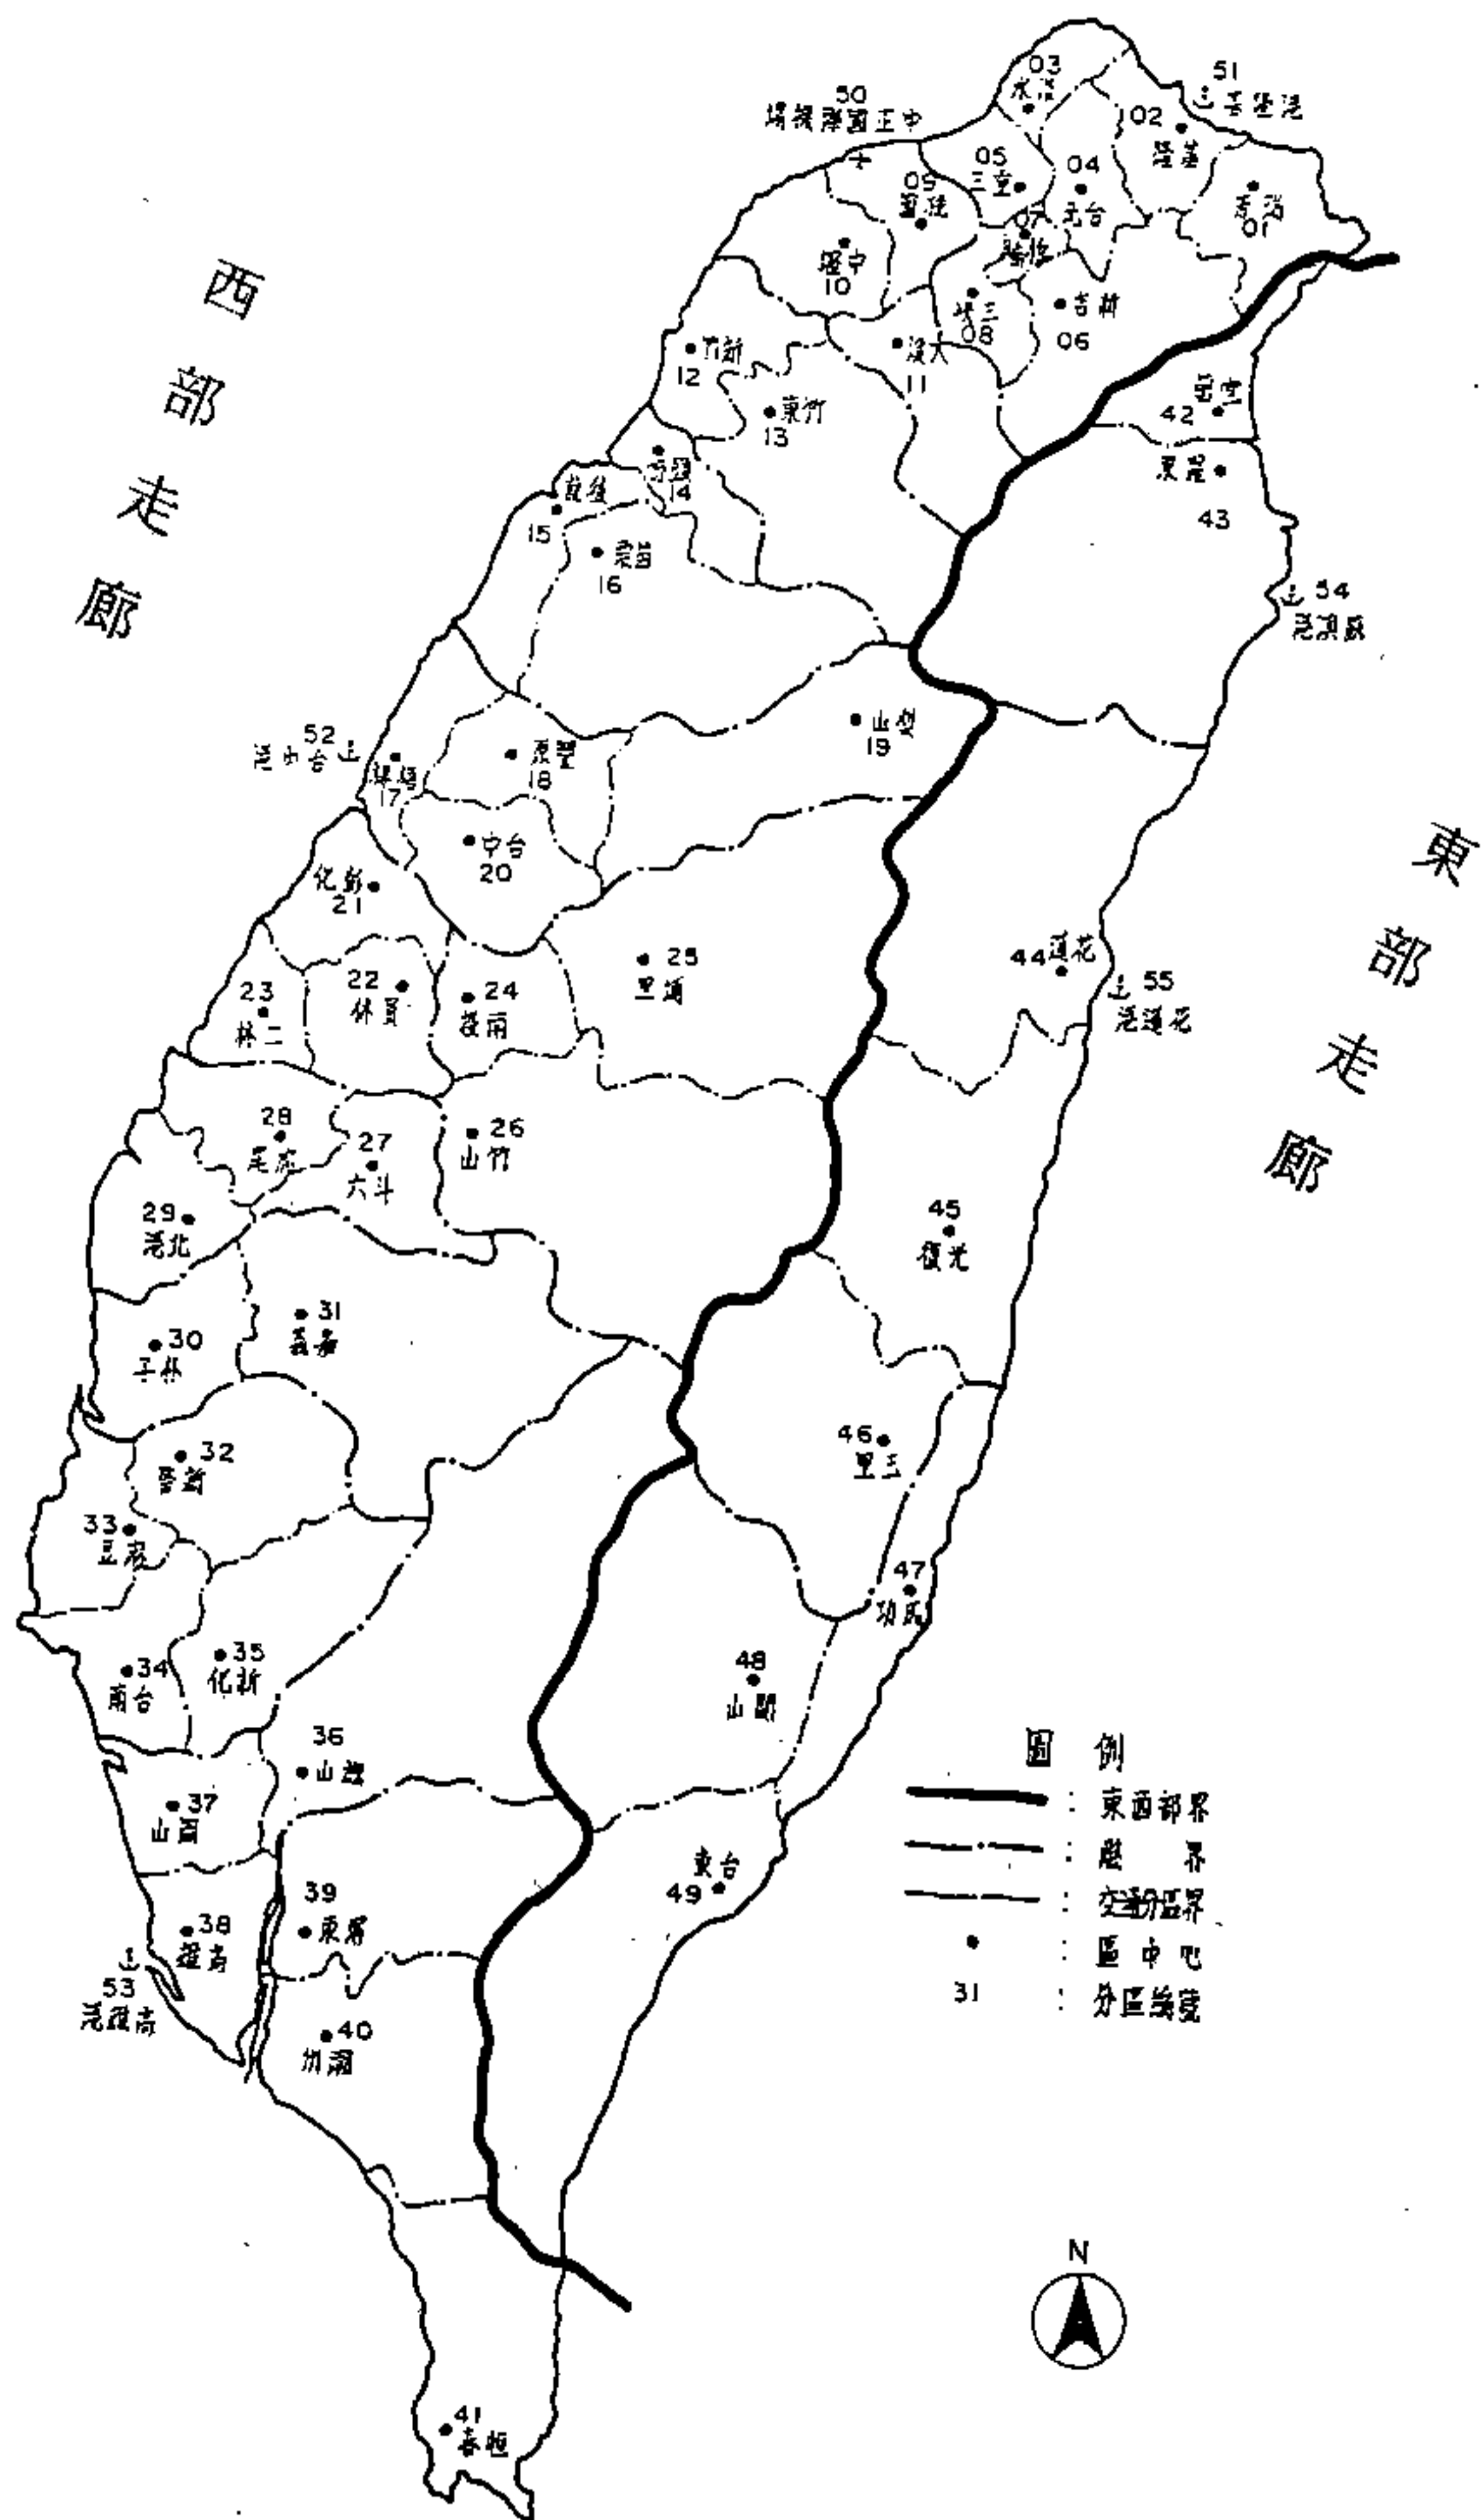 西部走廊
東部走廊
50
中正國際機場
51
基隆港
03
淡水
02
基隆
05
三重
04
台北
09
桃園
07
板橋
瑞芳
01
中壢
10
三峽
08
新店
06
大溪
11
新竹
12
竹東
13
14
後龍
15
苗栗
16
宜蘭
42
羅東
43
54
蘇澳港
52
台中港
17
豐原
18
梨山
19
台中
20
彰化
21
22
員林
23
二林
24
南投
25
埔里
44
花蓮
55
花蓮港
26
竹山
27
斗六
28
虎尾
29
北港
30
朴子
31
嘉義
45
光復
46
玉里
47
成功
32
新營
33
佳里
34
台南
35
新化
36
旗山
37
岡山
38
高雄
53
高雄港
39
屏東
40
潮州
41
恆春
48
關山
台東
49
圖例
: 東西部界
: 縣界
: 交通分區界
: 區中心
31 : 分區編號
N